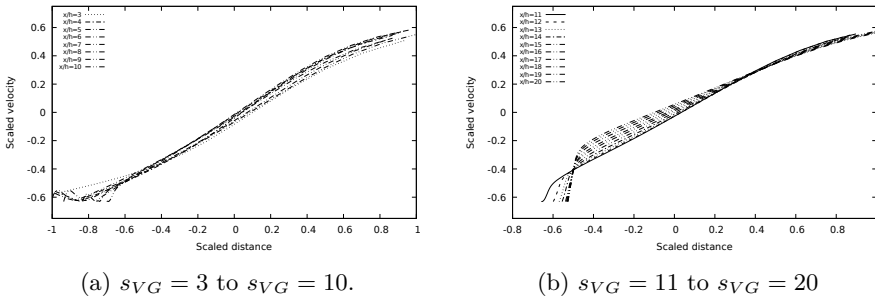 x/h=3
x/h=4
x/h=5
x/h=6
x/h=7
x/h=8
x/h=9
x/h=10
0.6
0.4
0.2
0
-0.2
-0.4
-0.6
Scaled velocity
-1 -0.8 -0.6 -0.4 -0.2 0 0.2 0.4 0.6 0.8 1
Scaled distance
(a) s_{VG} = 3 to s_{VG} = 10.
x/h=11
x/h=12
x/h=13
x/h=14
x/h=15
x/h=16
x/h=17
x/h=18
x/h=19
x/h=20
0.6
0.4
0.2
0
-0.2
-0.4
-0.6
Scaled velocity
-0.8 -0.6 -0.4 -0.2 0 0.2 0.4 0.6 0.8 1
Scaled distance
(b) s_{VG} = 11 to s_{VG} = 20